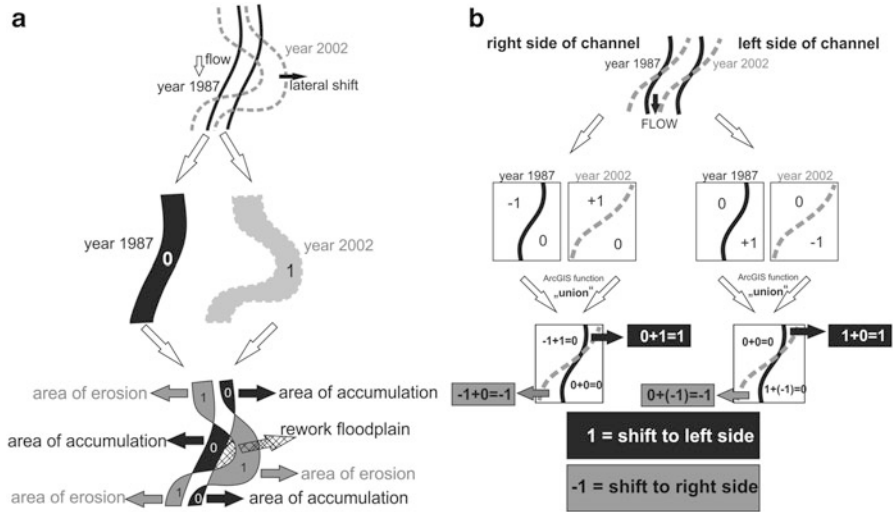 a
year 2002
flow
year 1987
lateral shift
year 1987
0
year 2002
1
area of erosion
1
0
area of accumulation
area of accumulation
0
rework floodplain
1
area of erosion
area of erosion
1
0
area of accumulation
b
right side of channel
left side of channel
year 1987
year 2002
FLOW
year 1987
year 2002
-1
0
+1
0
year 1987
year 2002
0
+1
0
-1
ArcGIS function
„union"
ArcGIS function
„union"
-1+1=0
0+1=1
0+0=0
-1+0=-1
0+0=0
1+0=1
1+(-1)=0
0+(-1)=-1
1 = shift to left side
-1 = shift to right side